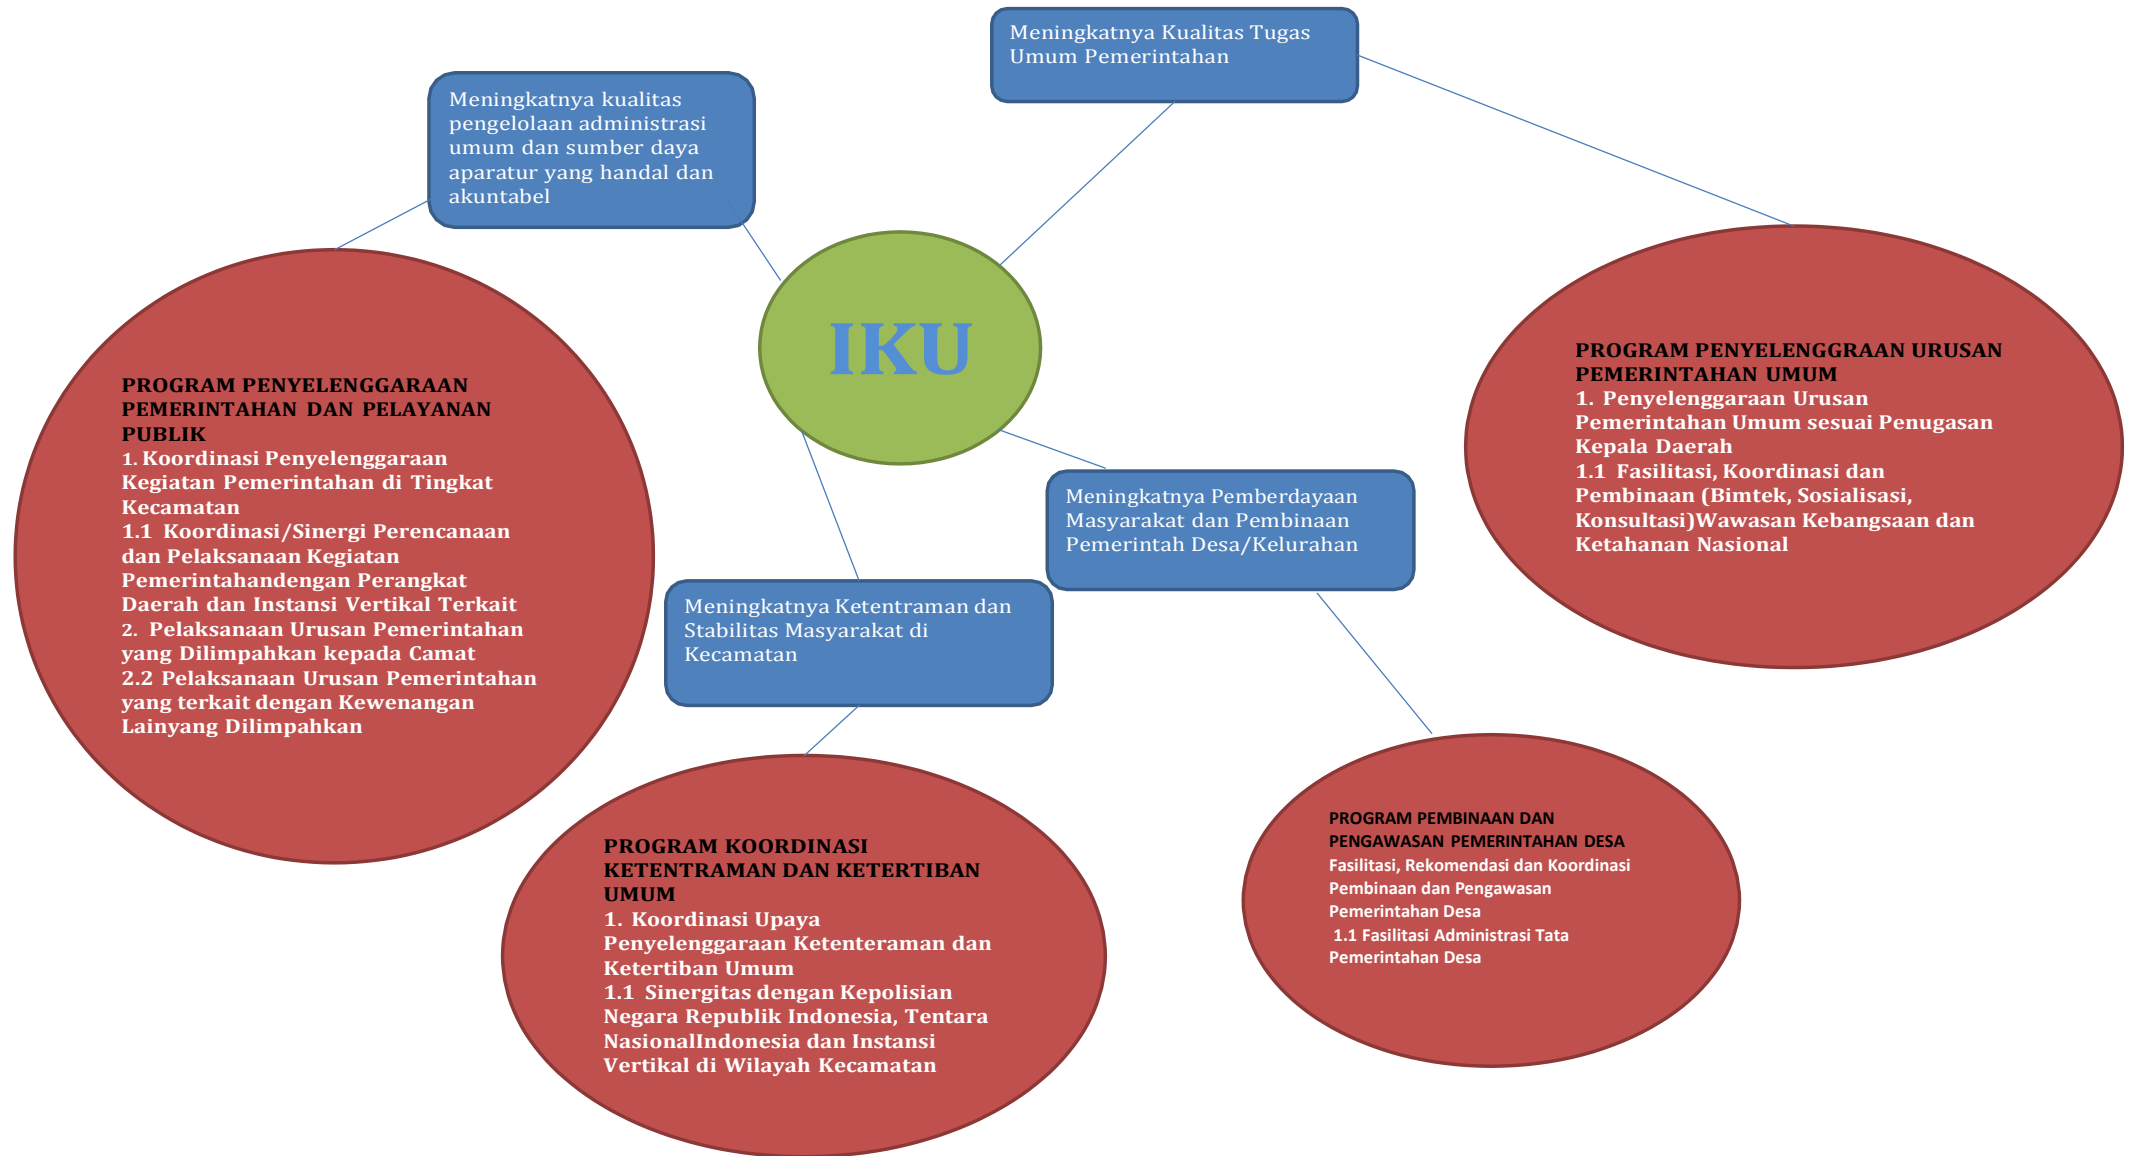 Meningkatnya Kualitas Tugas
Umum Pemerintahan
Meningkatnya kualitas
pengelolaan administrasi
umum dan sumber daya
aparatur yang handal dan
akuntabel
IKU
PROGRAM PENYELENGGARAAN
PEMERINTAHAN DAN PELAYANAN
PUBLIK
1. Koordinasi Penyelenggaraan
Kegiatan Pemerintahan di Tingkat
Kecamatan
1.1 Koordinasi/Sinergi Perencanaan
dan Pelaksanaan Kegiatan
Pemerintahandengan Perangkat
Daerah dan Instansi Vertikal Terkait
2. Pelaksanaan Urusan Pemerintahan
yang Dilimpahkan kepada Camat
2.2 Pelaksanaan Urusan Pemerintahan
yang terkait dengan Kewenangan
Lainyang Dilimpahkan
PROGRAM PENYELENGGRAAN URUSAN
PEMERINTAHAN UMUM
1. Penyelenggaraan Urusan
Pemerintahan Umum sesuai Penugasan
Kepala Daerah
1.1 Fasilitasi, Koordinasi dan
Pembinaan (Bimtek, Sosialisasi,
Konsultasi)Wawasan Kebangsaan dan
Ketahanan Nasional
Meningkatnya Pemberdayaan
Masyarakat dan Pembinaan
Pemerintah Desa/Kelurahan
Meningkatnya Ketentraman dan
Stabilitas Masyarakat di
Kecamatan
PROGRAM KOORDINASI
KETENTRAMAN DAN KETERTIBAN
UMUM
1. Koordinasi Upaya
Penyelenggaraan Ketenteraman dan
Ketertiban Umum
1.1 Sinergitas dengan Kepolisian
Negara Republik Indonesia, Tentara
NasionalIndonesia dan Instansi
Vertikal di Wilayah Kecamatan
PROGRAM PEMBINAAN DAN
PENGAWASAN PEMERINTAHAN DESA
Fasilitasi, Rekomendasi dan Koordinasi
Pembinaan dan Pengawasan
Pemerintahan Desa
1.1 Fasilitasi Administrasi Tata
Pemerintahan Desa